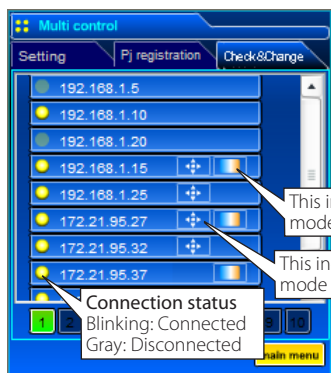 Multi control
Setting Pj registration Check&Change
192.168.1.5
192.168.1.10
192.168.1.20
192.168.1.15
192.168.1.25
This in
mode
172.21.95.27
172.21.95.32
This in
mode
172.21.95.37
Connection status
Blinking: Connected
Gray: Disconnected
1 2 9 10
main menu